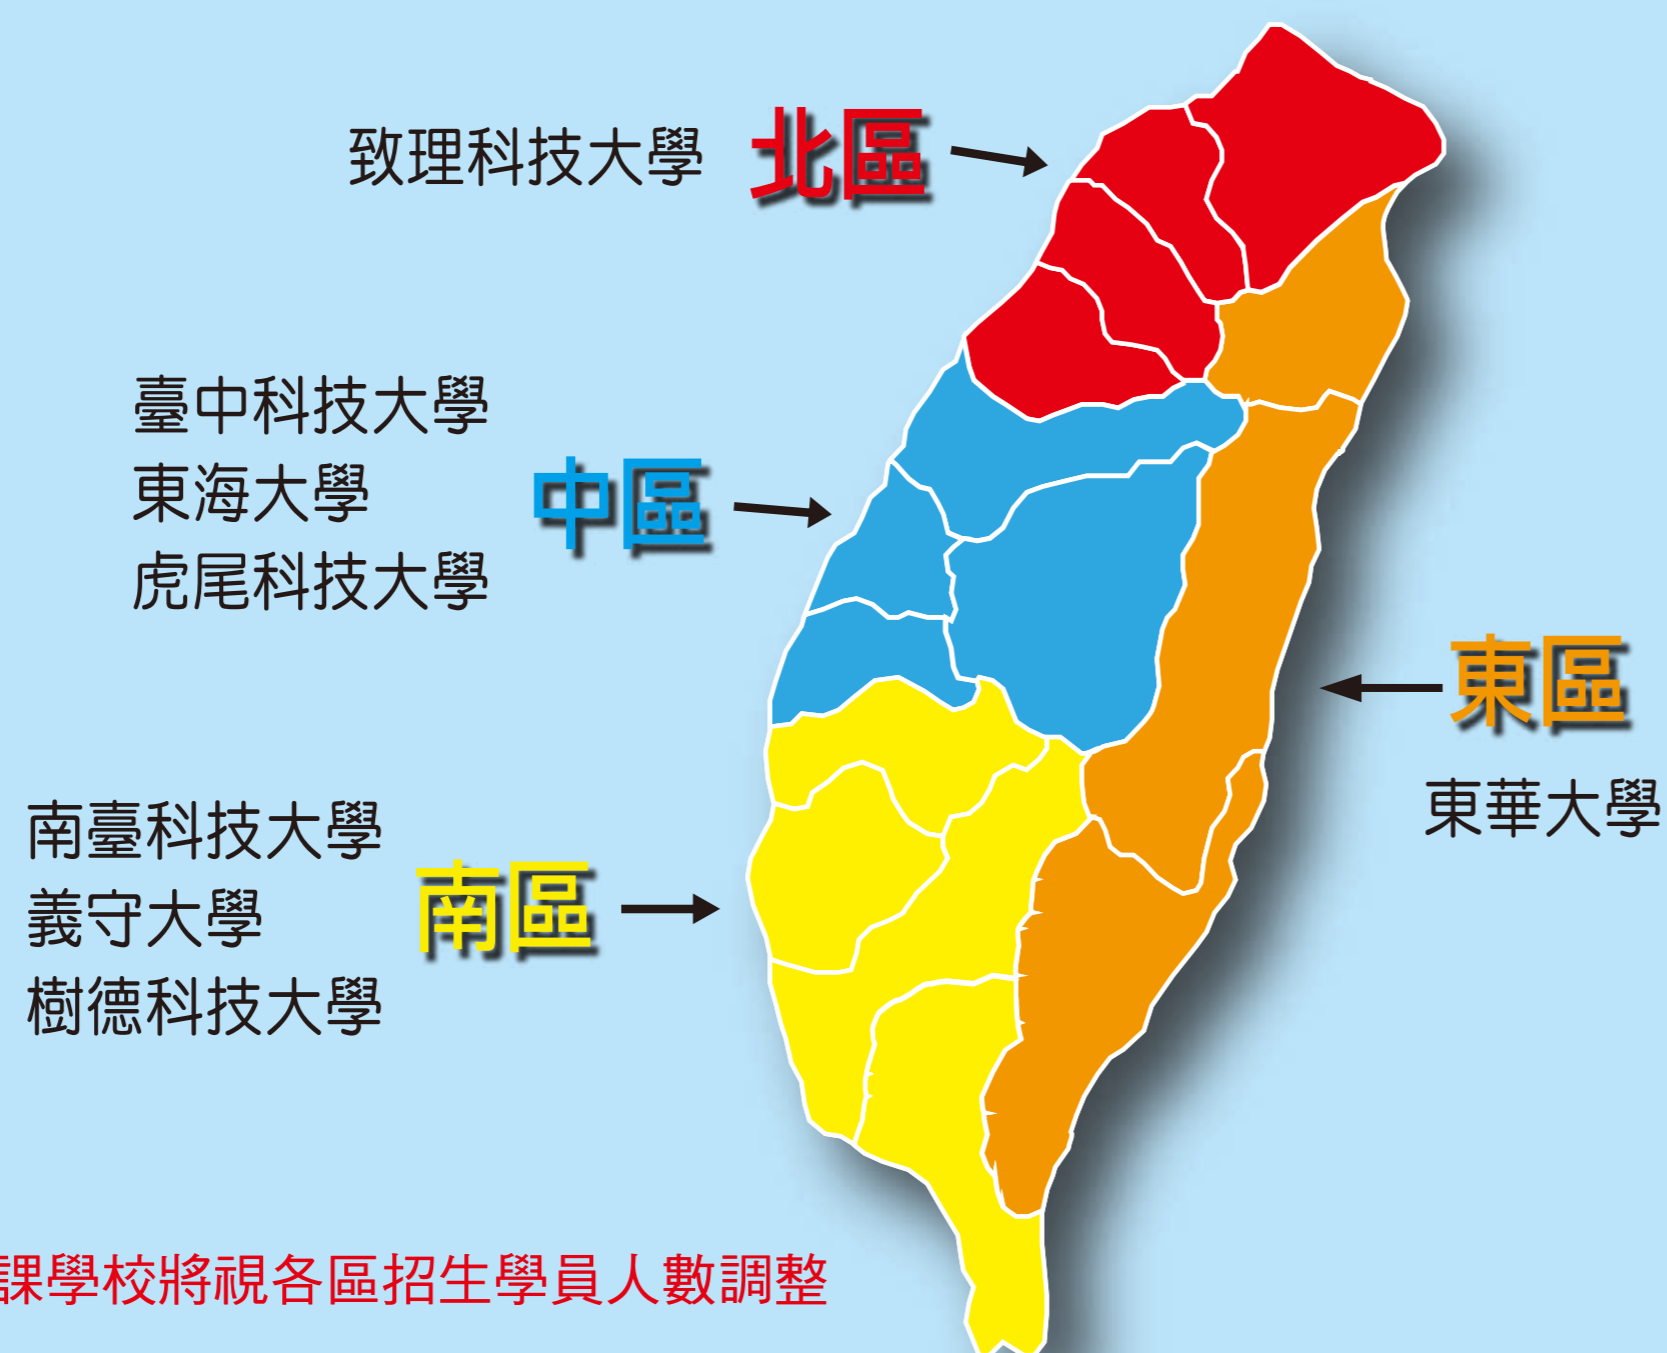 致理科技大學 北區
臺中科技大學
東海大學
中區
虎尾科技大學
東區
東華大學
南臺科技大學
義守大學
南區
樹德科技大學
課學校將視各區招生學員人數調整